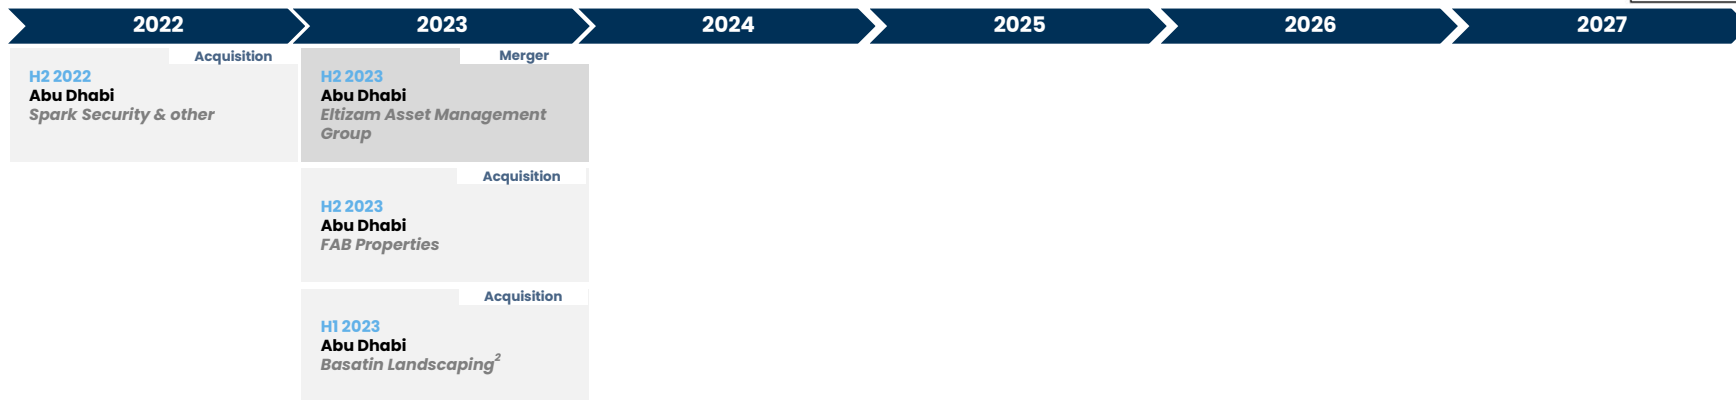 2022
2023
2024
2025
2026
2027
Acquisition
H2 2022
Abu Dhabi
Spark Security & other
Merger
H2 2023
Abu Dhabi
Eltizam Asset Management
Group
Acquisition
H2 2023
Abu Dhabi
FAB Properties
Acquisition
H1 2023
Abu Dhabi
Basatin Landscaping²